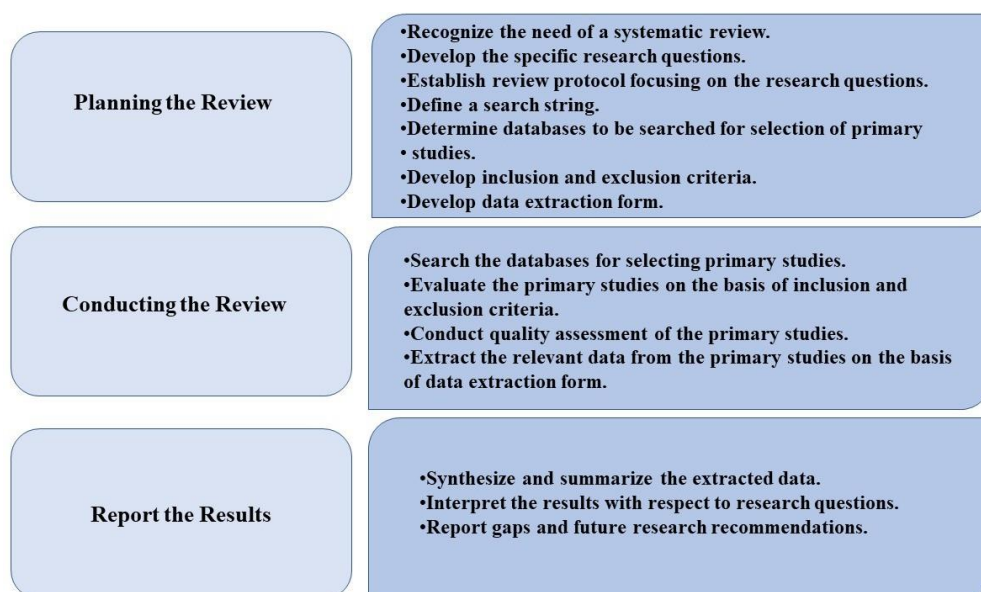 Planning the Review
•Recognize the need of a systematic review.
•Develop the specific research questions.
•Establish review protocol focusing on the research questions.
•Define a search string.
•Determine databases to be searched for selection of primary
• studies.
•Develop inclusion and exclusion criteria.
•Develop data extraction form.
Conducting the Review
•Search the databases for selecting primary studies.
•Evaluate the primary studies on the basis of inclusion and
exclusion criteria.
•Conduct quality assessment of the primary studies.
•Extract the relevant data from the primary studies on the basis
of data extraction form.
Report the Results
•Synthesize and summarize the extracted data.
•Interpret the results with respect to research questions.
•Report gaps and future research recommendations.